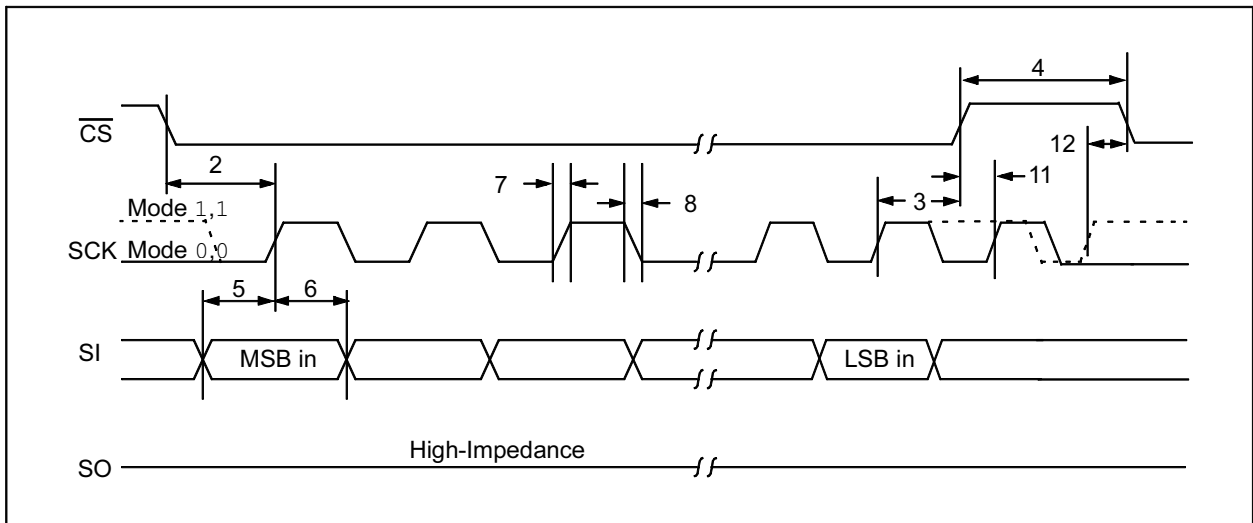 4
CS
12
2
7
8
3
11
Mode 1,1
SCK Mode 0,0
5
6
SI
MSB in
LSB in
High-Impedance
SO